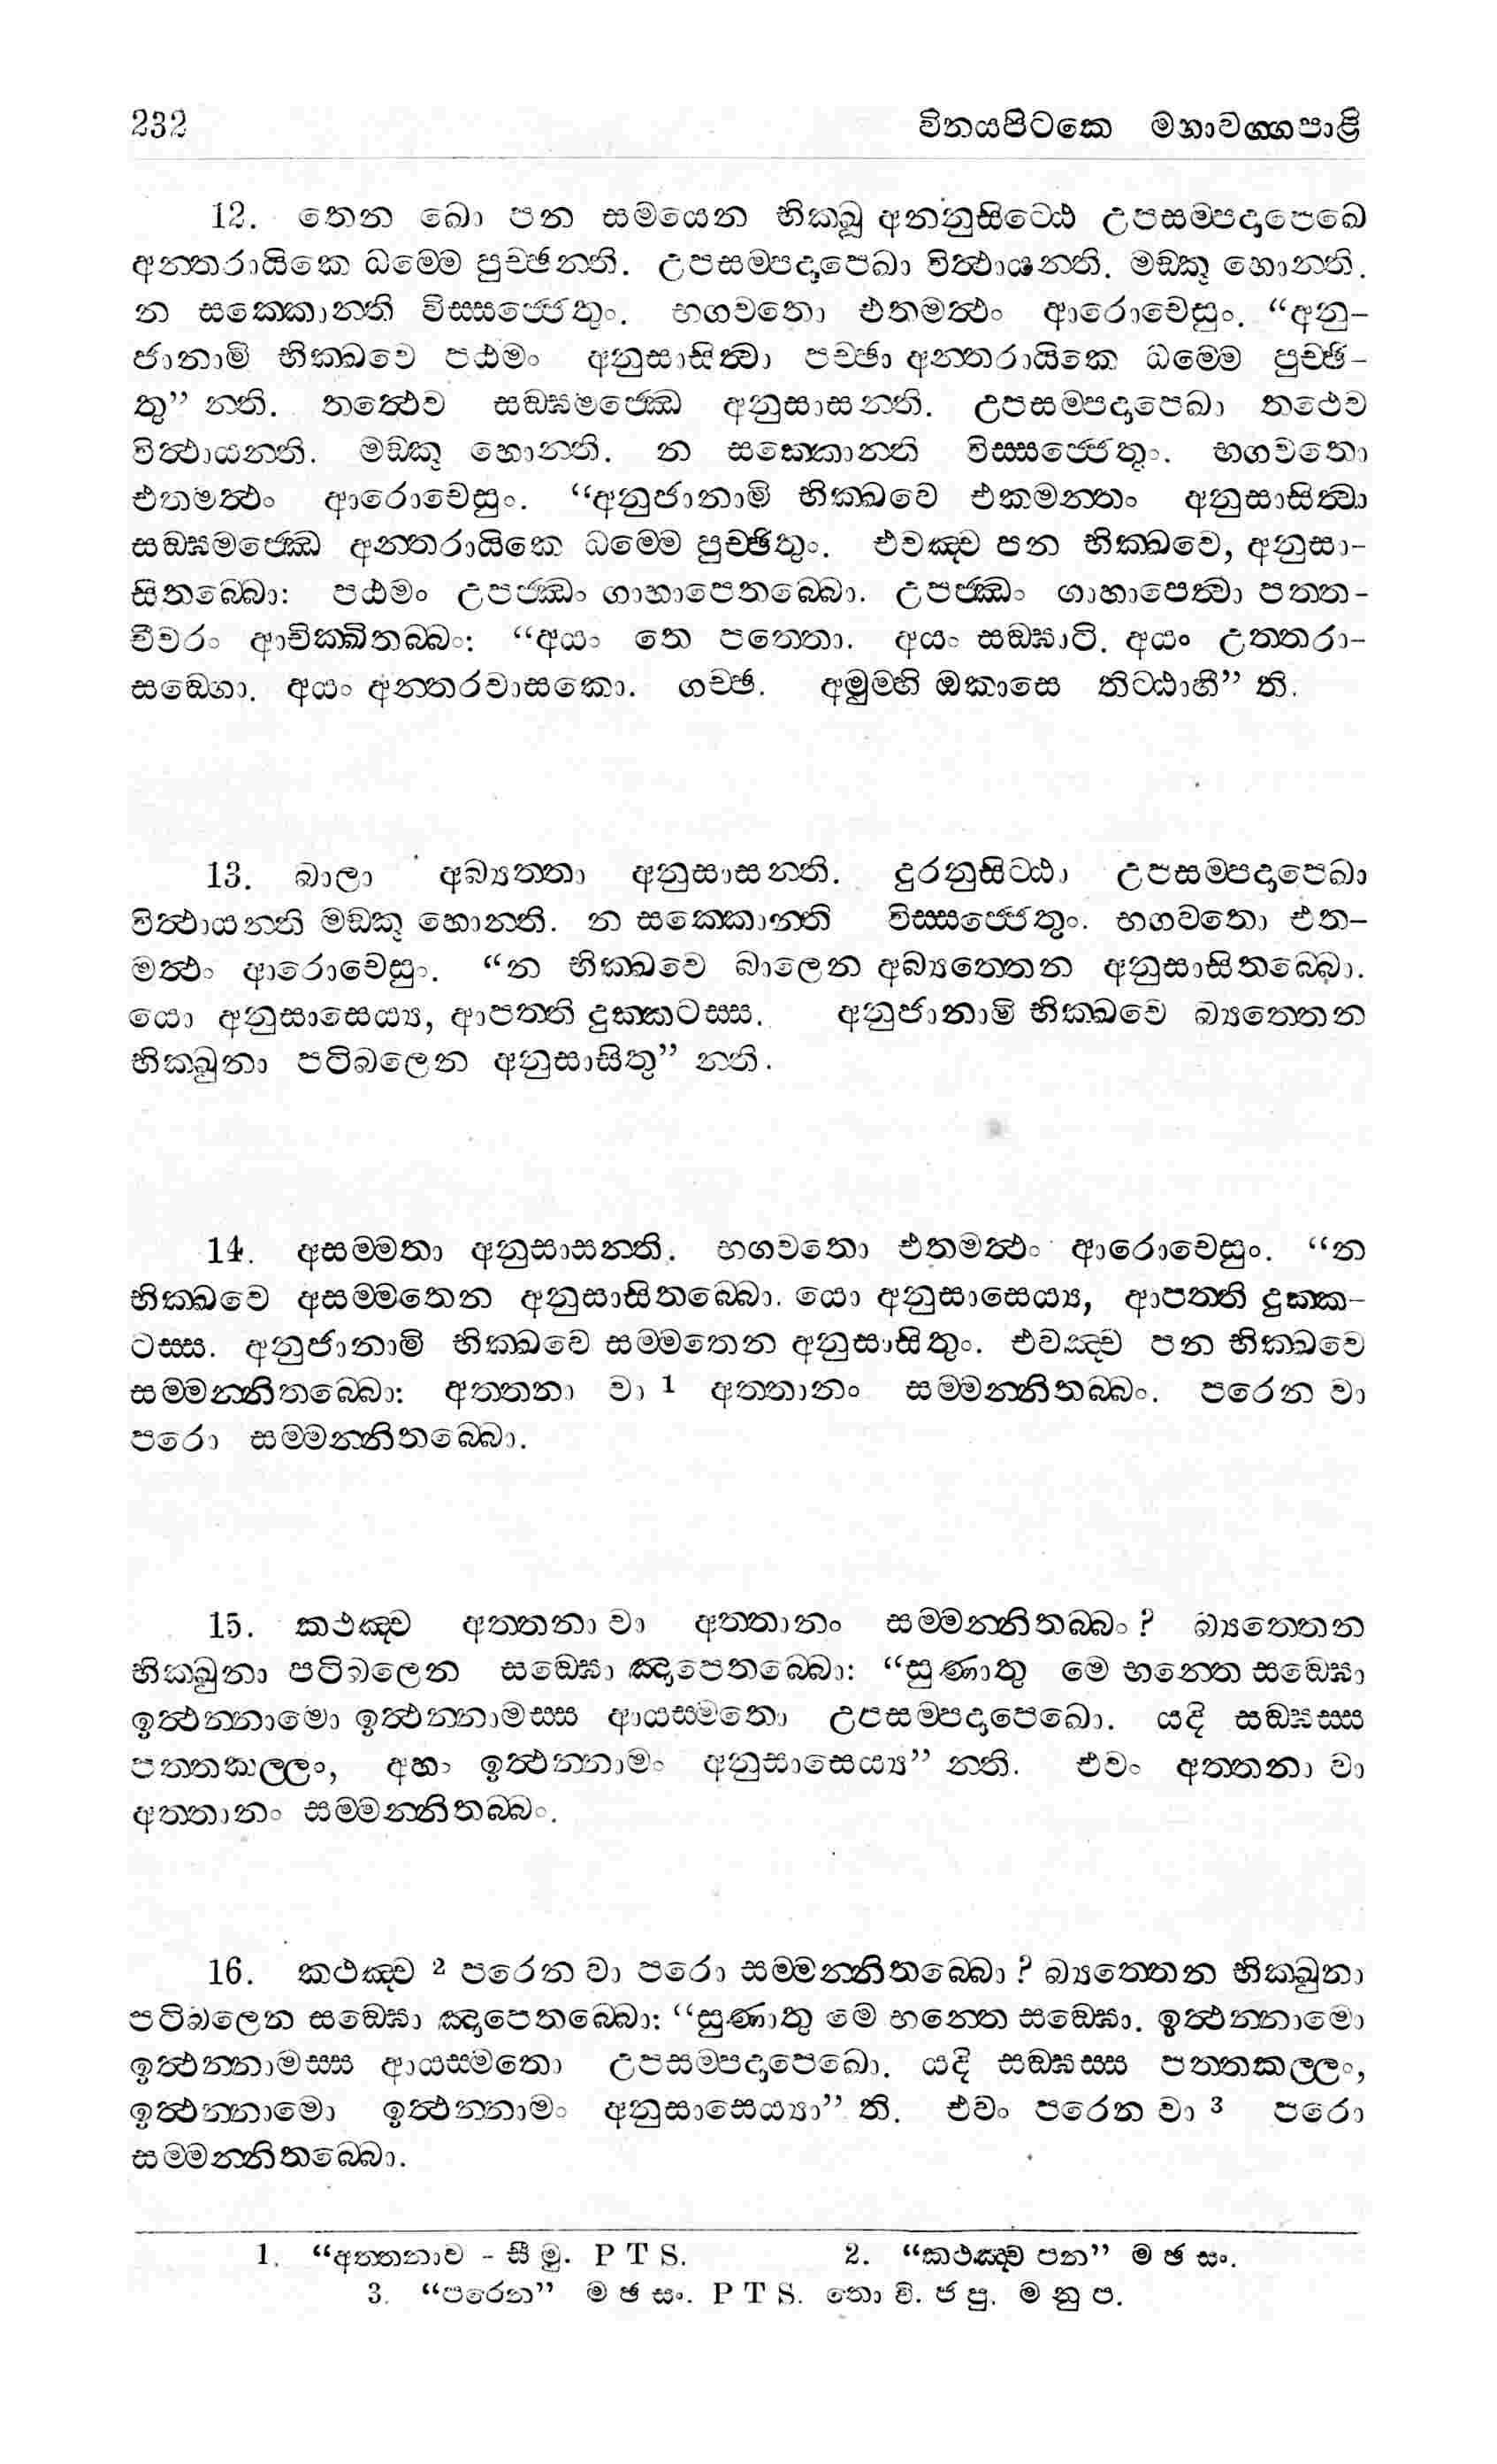 232 විනයපිටකෙ මහාවග්ගපාළි
12. තෙන ඛො පන සමයෙන භික්ඛූ අනනුසිට්ඨෙ උපසම්පදාපෙඛෙ
අන්තරායිකෙ ධම්මෙ පුච්ඡන්ති. උපසම්පදාපෙඛා විත්ථායන්ති. මඞ්කූ හොන්ති.
න සක්කොන්ති විස්සජ්ජෙතුං. භගවතො එතමත්ථං ආරොචෙසුං. “අනු-
ජානාමි භික්ඛවෙ පඨමං අනුසාසිත්වා පච්ඡා අන්තරායිකෙ ධම්මෙ පුච්ඡි-
තු” න්ති. තත්ථෙව සඞ්ඝමජ්ඣෙ අනුසාසන්ති. උපසම්පදාපෙඛා තථෙව
විත්ථායන්ති. මඞ්කූ හොන්ති. න සක්කොන්ති විස්සජ්ජෙතුං. භගවතො
එතමත්ථං ආරොචෙසුං. “අනුජානාමි භික්ඛවෙ එකමන්තං අනුසාසිත්වා
සඞ්ඝමජ්ඣෙ අන්තරායිකෙ ධම්මෙ පුච්ඡිතුං. එවඤ්ච පන භික්ඛවෙ, අනුසා-
සිතබ්බො: පඨමං උපජ්ඣං ගාහාපෙතබ්බො. උපජ්ඣං ගාහාපෙත්වා පත්ත-
චීවරං ආචික්ඛිතබ්බං: “අයං තෙ පත්තො. අයං සඞ්ඝාටි. අයං උත්තරා-
සඞ්ගො. අයං අන්තරවාසකො. ගච්ඡ. අමුම්හි ඔකාසෙ තිට්ඨාහී” ති.
13. බාලා අබ්‍යත්තා අනුසාසන්ති. දුරනුසිට්ඨා උපසම්පදාපෙඛා
විත්ථායන්ති මඞ්කූ හොන්ති. න සක්කොන්ති විස්සජ්ජෙතුං. භගවතො එත-
මත්ථං ආරොචෙසුං. “න භික්ඛවෙ බාලෙන අබ්‍යත්තෙන අනුසාසිතබ්බො.
යො අනුසාසෙය්‍ය, ආපත්ති දුක්කටස්ස. අනුජානාමි භික්ඛවෙ බ්‍යත්තෙන
භික්ඛුනා පටිබලෙන අනුසාසිතු” න්ති.
14. අසම්මතා අනුසාසන්ති. භගවතො එතමත්ථං ආරොචෙසුං. “න
භික්ඛවෙ අසම්මතෙන අනුසාසිතබ්බො. යො අනුසාසෙය්‍ය, ආපත්ති දුක්ක-
ටස්ස. අනුජානාමි භික්ඛවෙ සම්මතෙන අනුසාසිතුං. එවඤ්ච පන භික්ඛවෙ
සම්මන්නිතබ්බො: අත්තනා වා 1 අත්තානං සම්මන්නිතබ්බං. පරෙන වා
පරො සම්මන්නිතබ්බො.
15. කථඤ්ච අත්තනා වා අත්තානං සම්මන්නිතබ්බං? බ්‍යත්තෙන
භික්ඛුනා පටිබලෙන සඞ්ඝො ඤාපෙතබ්බො: “සුණාතු මෙ භන්තෙ සඞ්ඝො
ඉත්ථන්නාමො ඉත්ථන්නාමස්ස ආයස්මතො උපසම්පදාපෙඛො. යදි සඞ්ඝස්ස
පත්තකල්ලං, අහං ඉත්ථන්නාමං අනුසාසෙය්‍ය” න්ති. එවං අත්තනා වා
අත්තානං සම්මන්නිතබ්බං.
16. කථඤ්ච 2 පරෙන වා පරො සම්මන්නිතබ්බො? බ්‍යත්තෙන භික්ඛුනා
පටිබලෙන සඞ්ඝො ඤාපෙතබ්බො: “සුණාතු මෙ භන්තෙ සඞ්ඝො. ඉත්ථන්නාමො
ඉත්ථන්නාමස්ස ආයස්මතො උපසම්පදාපෙඛො. යදි සඞ්ඝස්ස පත්තකල්ලං,
ඉත්ථන්නාමො ඉත්ථන්නාමං අනුසාසෙය්‍යා” ති. එවං පරෙන වා 3 පරො
සම්මන්නිතබ්බො.
1. “අත්තනාව - සී මු. P T S. 2. “කථඤ්ච පන” ම ඡ සං.
3. “පරෙන” ම ඡ සං. P T S. තො වි. ජ පු. ම නු ප.